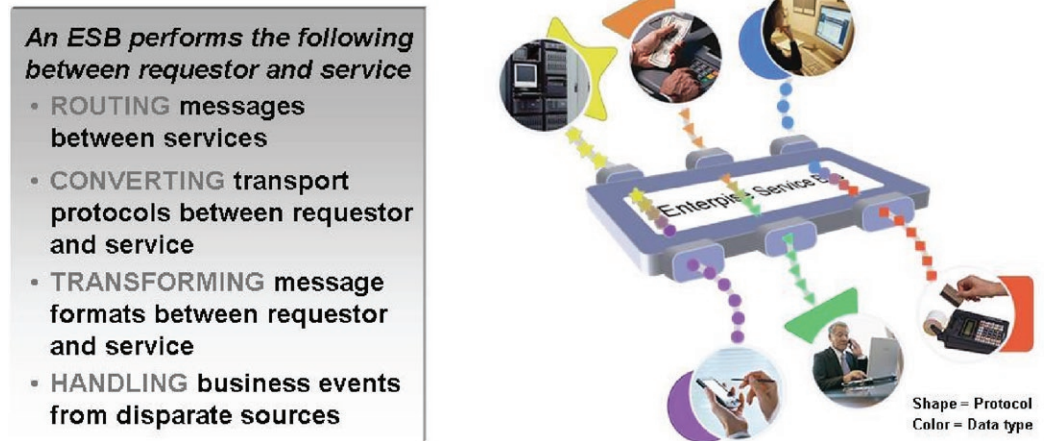 An ESB performs the following
between requestor and service
• ROUTING messages
between services
• CONVERTING transport
protocols between requestor
and service
• TRANSFORMING message
formats between requestor
and service
• HANDLING business events
from disparate sources
Enterpise Service
Shape = Protocol
Color = Data type